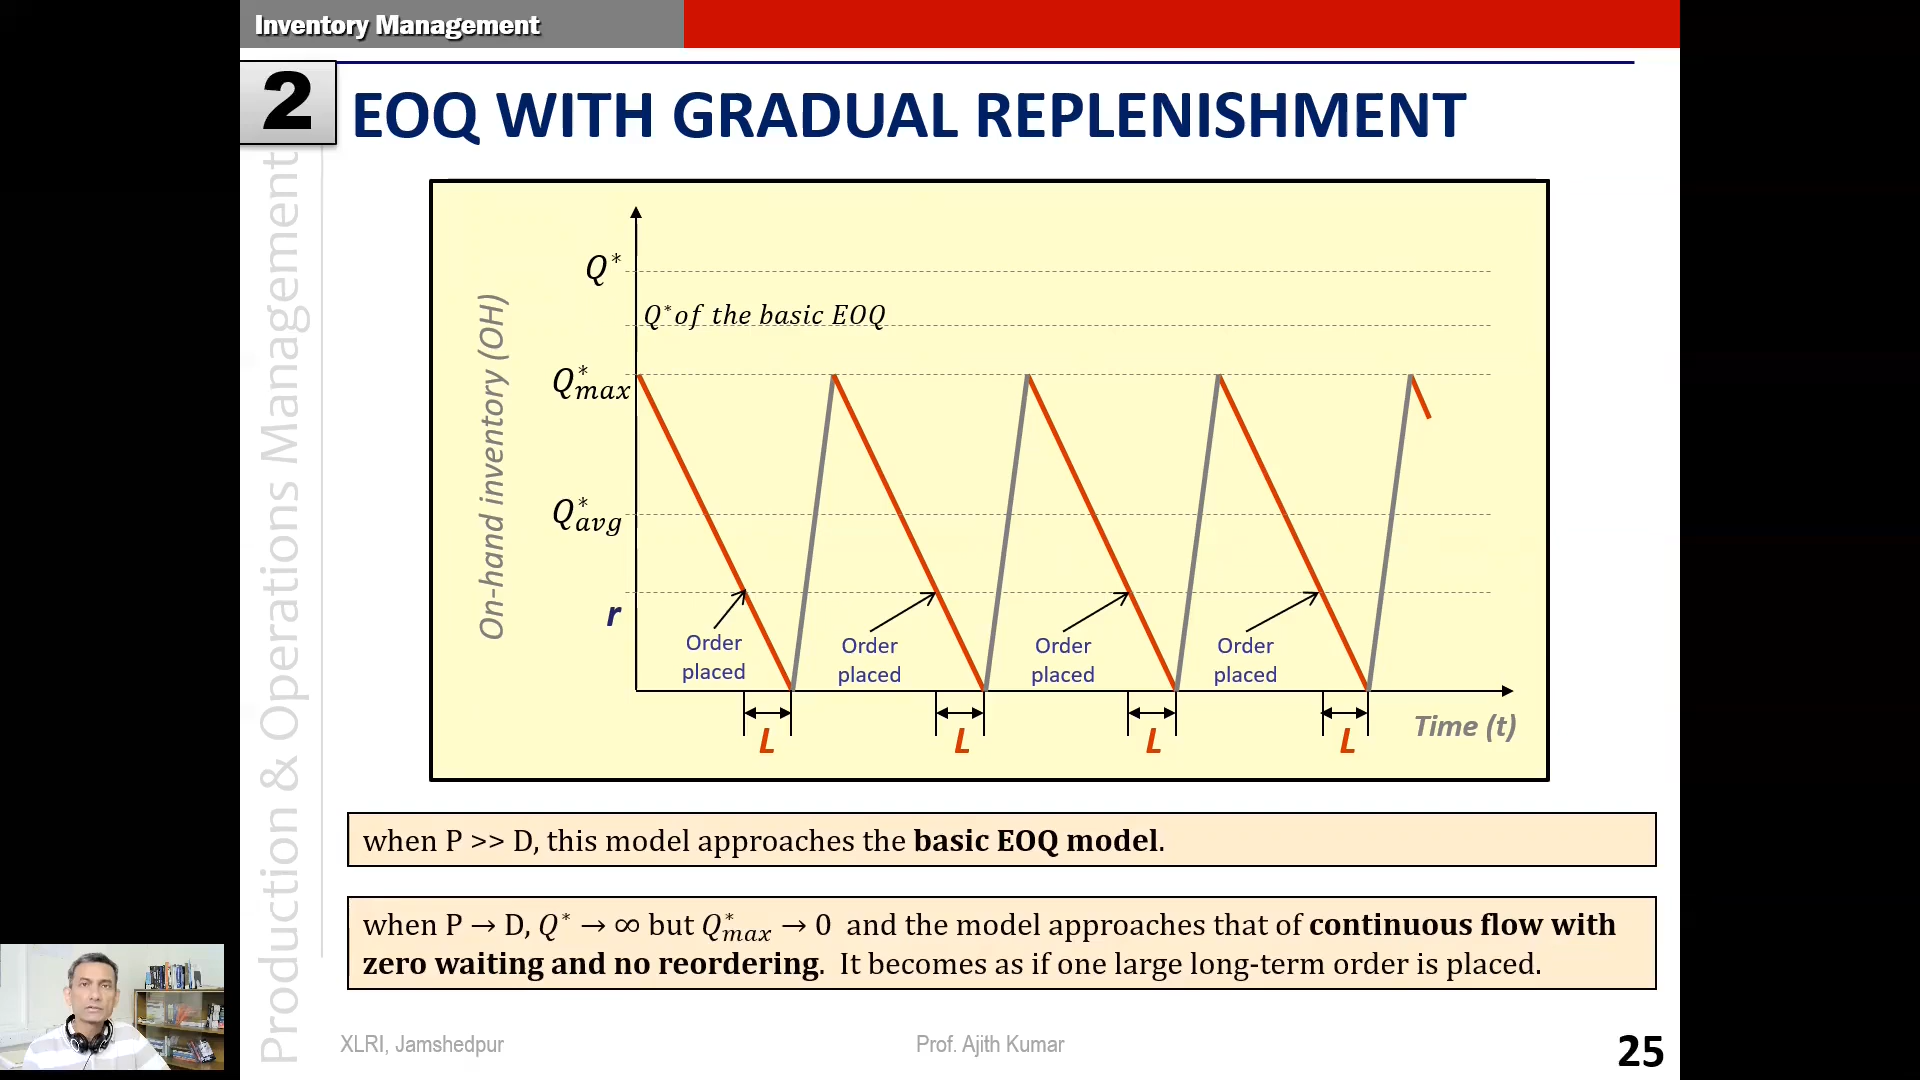 Inventory Management
2
EOQ WITH GRADUAL REPLENISHMENT
Production & Operations Management
On-hand inventory (OH)
Q*
Q* of the basic EOQ
Q*max
Q*avg
r
Order placed
Order placed
Order placed
Order placed
L
L
L
L
Time (t)
when P >> D, this model approaches the basic EOQ model.
when P → D, Q* → ∞ but Q*max → 0 and the model approaches that of continuous flow with
zero waiting and no reordering. It becomes as if one large long-term order is placed.
XLRI, Jamshedpur
Prof. Ajith Kumar
25